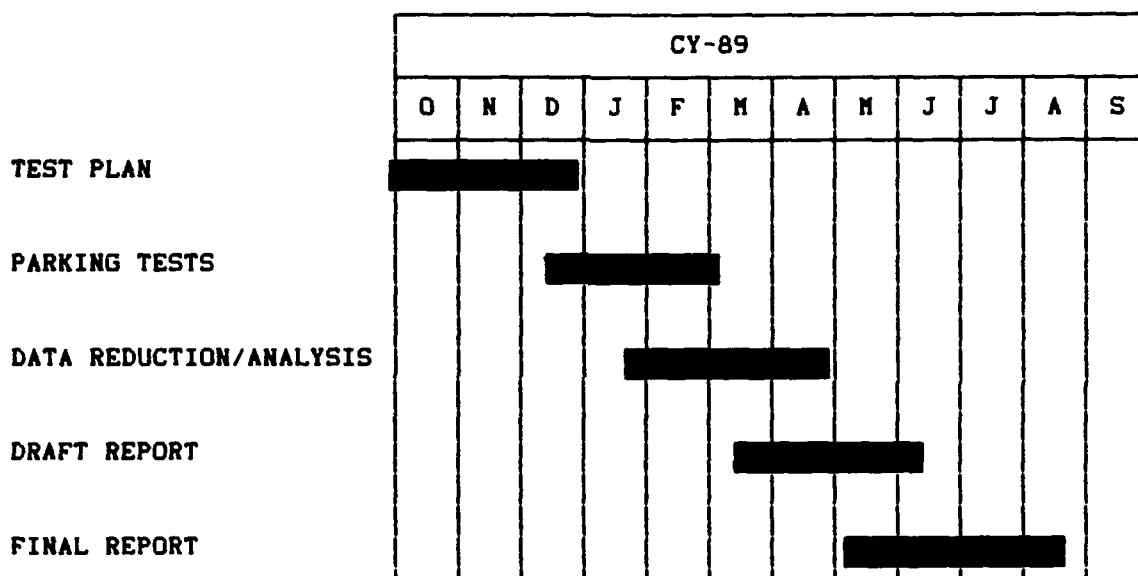 CY-89
O N D J F M A M J J A S
TEST PLAN
PARKING TESTS
DATA REDUCTION/ANALYSIS
DRAFT REPORT
FINAL REPORT